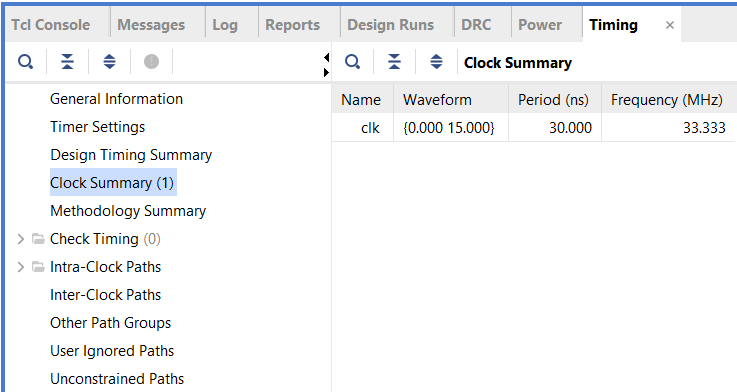 Tcl Console Messages Log Reports Design Runs DRC Power Timing ×
Clock Summary
General Information
Timer Settings
Design Timing Summary
Clock Summary (1)
Methodology Summary
Check Timing (0)
Intra-Clock Paths
Inter-Clock Paths
Other Path Groups
User Ignored Paths
Unconstrained Paths
Name Waveform Period (ns) Frequency (MHz)
clk {0.000 15.000} 30.000 33.333